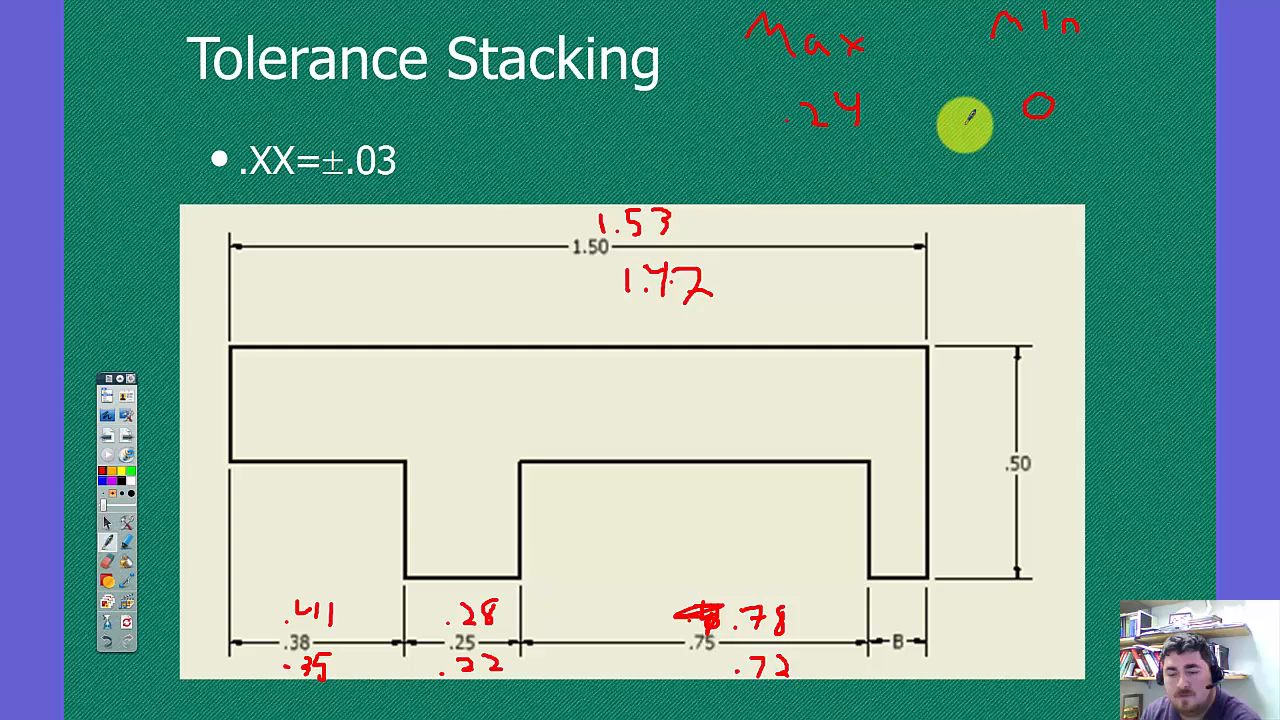 Max Min
Tolerance Stacking
.24 0
• .XX=±.03
1.53
1.50
1.47
.50
.41 .28 .78
.38 .25 .75 B
.35 .22 .72